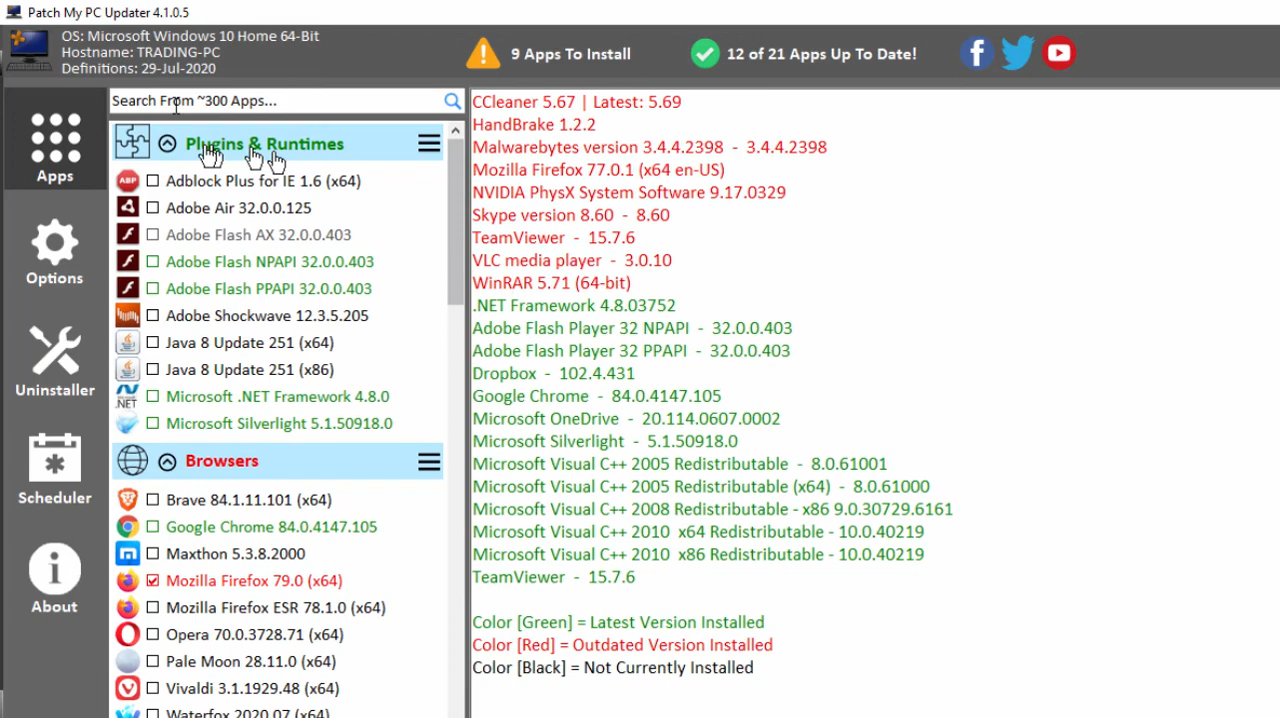 Patch My PC Updater 4.1.0.5
OS: Microsoft Windows 10 Home 64-Bit
Hostname: TRADING-PC
Definitions: 29-Jul-2020
9 Apps To Install
12 of 21 Apps Up To Date!
Apps
Options
Uninstaller
Scheduler
About
Search From ~300 Apps...
Plugins & Runtimes
ABP
Adblock Plus for IE 1.6 (x64)
Adobe Air 32.0.0.125
Adobe Flash AX 32.0.0.403
Adobe Flash NPAPI 32.0.0.403
Adobe Flash PPAPI 32.0.0.403
Adobe Shockwave 12.3.5.205
Java 8 Update 251 (x64)
Java 8 Update 251 (x86)
.NET
Microsoft .NET Framework 4.8.0
Microsoft Silverlight 5.1.50918.0
Browsers
Brave 84.1.11.101 (x64)
Google Chrome 84.0.4147.105
Maxthon 5.3.8.2000
Mozilla Firefox 79.0 (x64)
Mozilla Firefox ESR 78.1.0 (x64)
Opera 70.0.3728.71 (x64)
Pale Moon 28.11.0 (x64)
Vivaldi 3.1.1929.48 (x64)
Waterfox 2020.07 (x64)
CCleaner 5.67 | Latest: 5.69
HandBrake 1.2.2
Malwarebytes version 3.4.4.2398 - 3.4.4.2398
Mozilla Firefox 77.0.1 (x64 en-US)
NVIDIA PhysX System Software 9.17.0329
Skype version 8.60 - 8.60
TeamViewer - 15.7.6
VLC media player - 3.0.10
WinRAR 5.71 (64-bit)
.NET Framework 4.8.03752
Adobe Flash Player 32 NPAPI - 32.0.0.403
Adobe Flash Player 32 PPAPI - 32.0.0.403
Dropbox - 102.4.431
Google Chrome - 84.0.4147.105
Microsoft OneDrive - 20.114.0607.0002
Microsoft Silverlight - 5.1.50918.0
Microsoft Visual C++ 2005 Redistributable - 8.0.61001
Microsoft Visual C++ 2005 Redistributable (x64) - 8.0.61000
Microsoft Visual C++ 2008 Redistributable - x86 9.0.30729.6161
Microsoft Visual C++ 2010 x64 Redistributable - 10.0.40219
Microsoft Visual C++ 2010 x86 Redistributable - 10.0.40219
TeamViewer - 15.7.6
Color [Green] = Latest Version Installed
Color [Red] = Outdated Version Installed
Color [Black] = Not Currently Installed